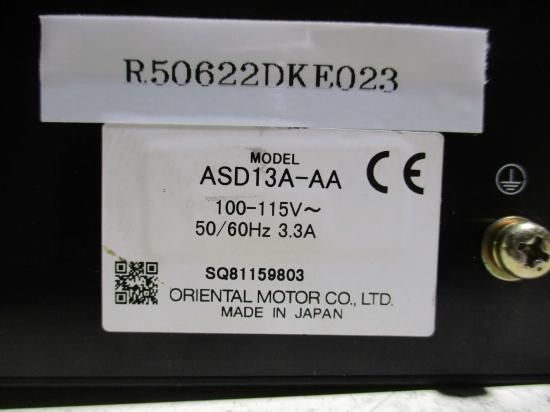 R50622DKE023
MODEL
ASD13A-AA
100-115V~
50/60Hz 3.3A
CE
SQ81159803
ORIENTAL MOTOR CO., LTD.
MADE IN JAPAN